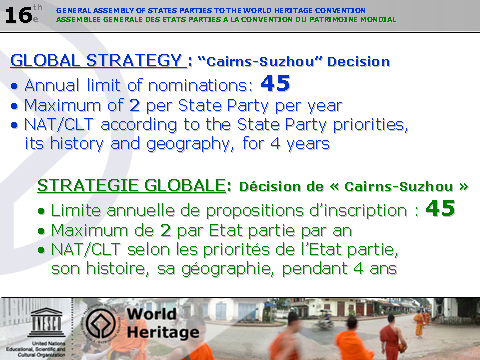 16th
e
GENERAL ASSEMBLY OF STATES PARTIES TO THE WORLD HERITAGE CONVENTION
ASSEMBLEE GENERALE DES ETATS PARTIES A LA CONVENTION DU PATRIMOINE MONDIAL
GLOBAL STRATEGY : “Cairns-Suzhou” Decision
• Annual limit of nominations: 45
• Maximum of 2 per State Party per year
• NAT/CLT according to the State Party priorities,
its history and geography, for 4 years
STRATEGIE GLOBALE: Décision de « Cairns-Suzhou »
• Limite annuelle de propositions d’inscription : 45
• Maximum de 2 par Etat partie par an
• NAT/CLT selon les priorités de l’Etat partie,
son histoire, sa géographie, pendant 4 ans
UNESCO
United Nations
Educational, Scientific and
Cultural Organization
World
Heritage